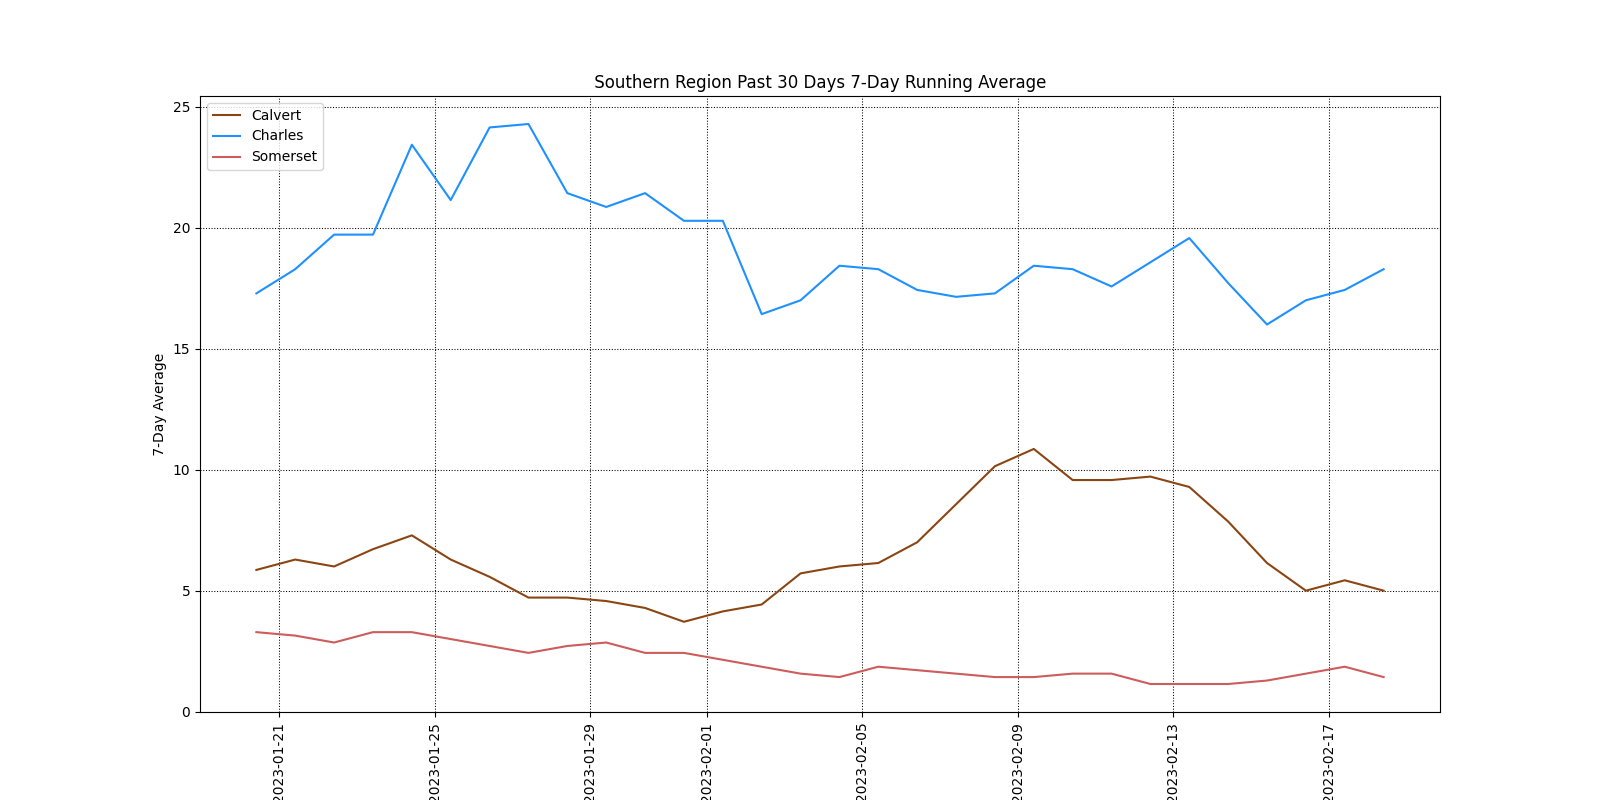 Southern Region Past 30 Days 7-Day Running Average
Calvert
Charles
Somerset
7-Day Average
25
20
15
10
5
0
2023-01-21
2023-01-25
2023-01-29
2023-02-01
2023-02-05
2023-02-09
2023-02-13
2023-02-17